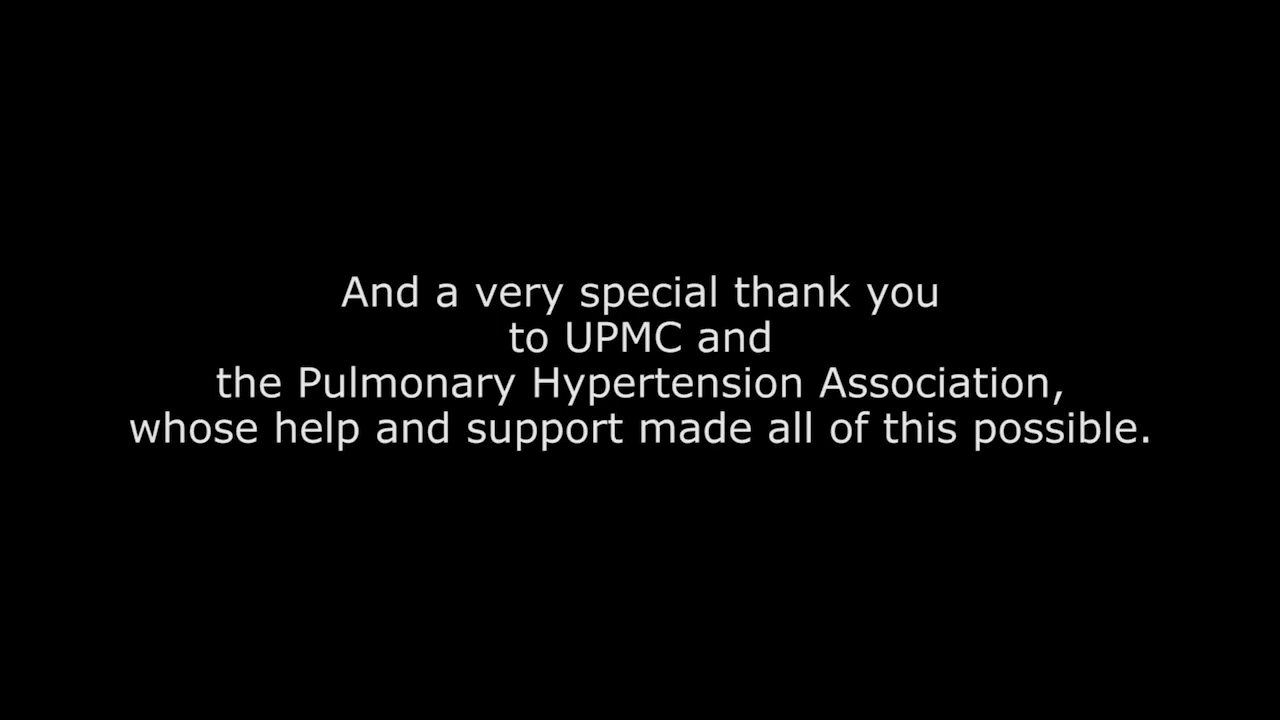 And a very special thank you
to UPMC and
the Pulmonary Hypertension Association,
whose help and support made all of this possible.